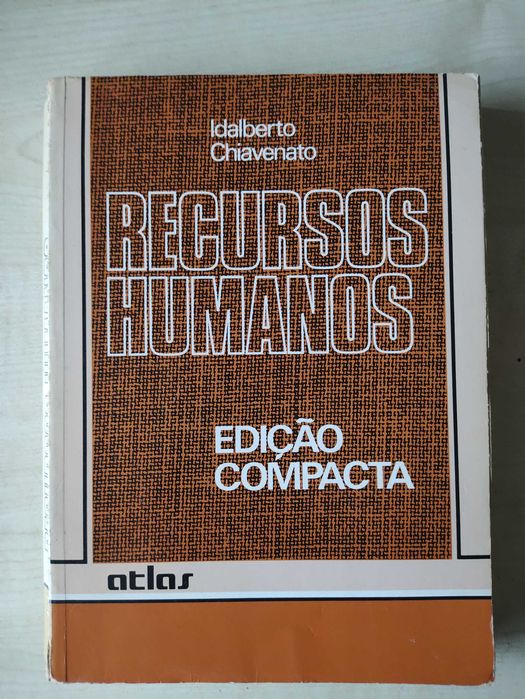 Idalberto
Chiavenato
RECURSOS
HUMANOS
EDIÇÃO
COMPACTA
atlas